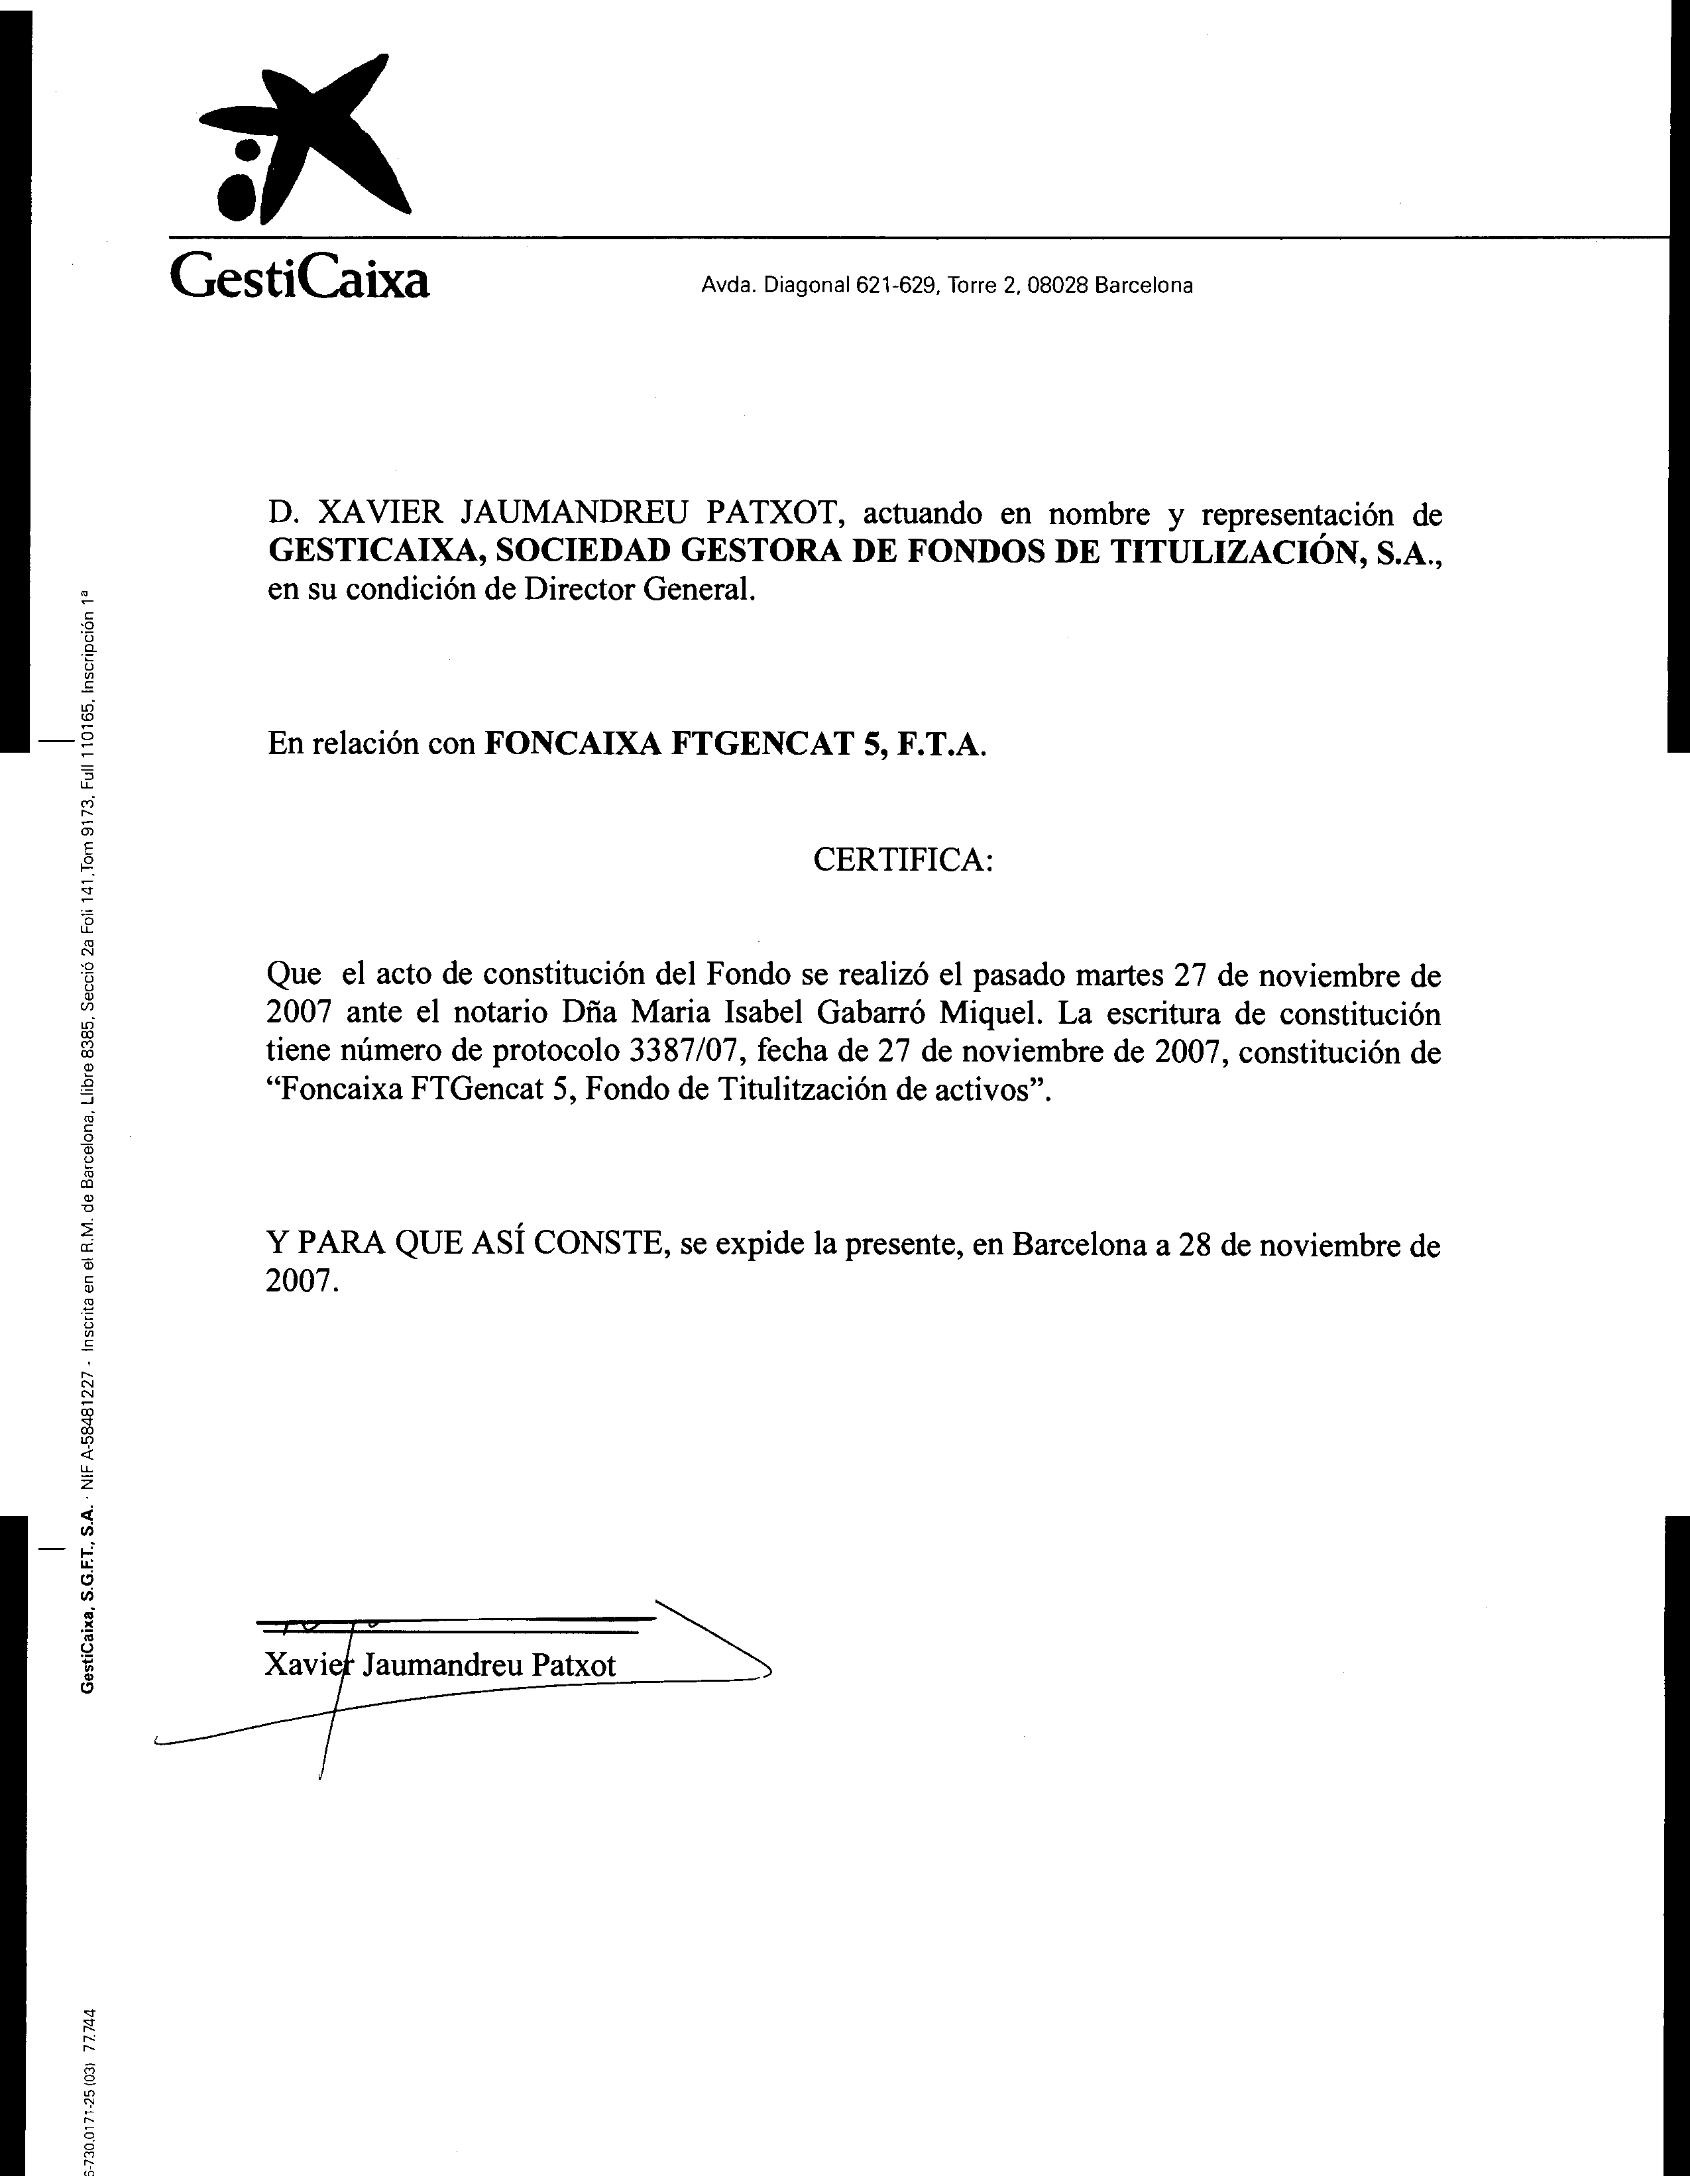 GestiCaixa
Avda. Diagonal 621-629, Torre 2, 08028 Barcelona
D. XAVIER JAUMANDREU PATXOT, actuando en nombre y representación de
GESTICAIXA, SOCIEDAD GESTORA DE FONDOS DE TITULIZACIÓN, S.A.,
en su condición de Director General.
En relación con FONCAIXA FTGENCAT 5, F.T.A.
CERTIFICA:
Que el acto de constitución del Fondo se realizó el pasado martes 27 de noviembre de
2007 ante el notario Dña Maria Isabel Gabarró Miquel. La escritura de constitución
tiene número de protocolo 3387/07, fecha de 27 de noviembre de 2007, constitución de
“Foncaixa FTGencat 5, Fondo de Titulitzación de activos”.
Y PARA QUE ASÍ CONSTE, se expide la presente, en Barcelona a 28 de noviembre de
2007.
Xavier Jaumandreu Patxot
GestiCaixa, S.G.F.T., S.A. · NIF A-58481227 - Inscrita en el R.M. de Barcelona, Llibre 8385, Secció 2a Foli 141, Tom 9173, Full 110165, Inscripción 1ª
6-730.0171-25 (03) 77.744